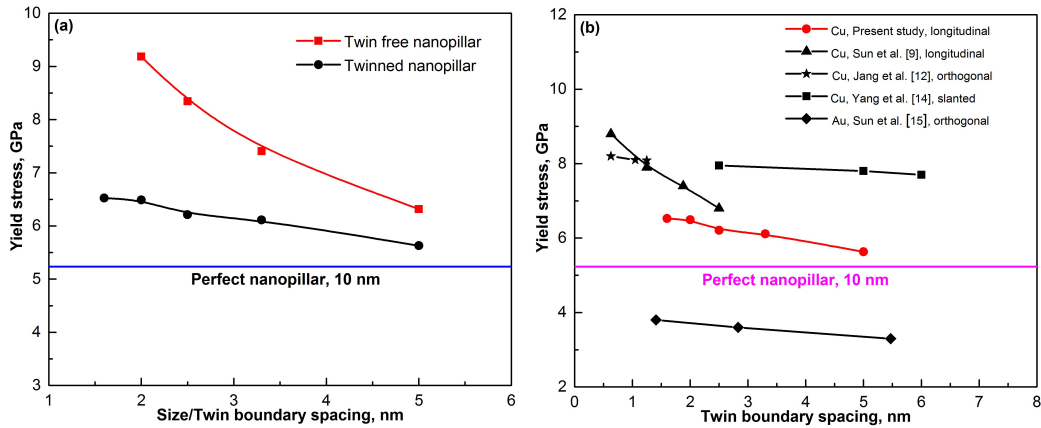 (a)
Twin free nanopillar
Twinned nanopillar
Perfect nanopillar, 10 nm
Yield stress, GPa
10
9
8
7
6
5
4
3
1
2
3
4
5
6
Size/Twin boundary spacing, nm
(b)
Cu, Present study, longitudinal
Cu, Sun et al. [9], longitudinal
Cu, Jang et al. [12], orthogonal
Cu, Yang et al. [14], slanted
Au, Sun et al. [15], orthogonal
Perfect nanopillar, 10 nm
Yield stress, GPa
12
10
8
6
4
2
0
1
2
3
4
5
6
7
8
Twin boundary spacing, nm